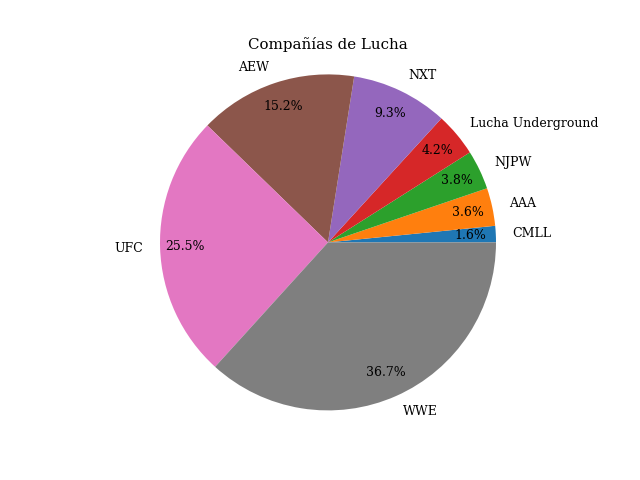 Compañías de Lucha
AEW
NXT
15.2%
9.3%
Lucha Underground
4.2%
NJPW
3.8%
AAA
3.6%
CMLL
1.6%
UFC
25.5%
36.7%
WWE